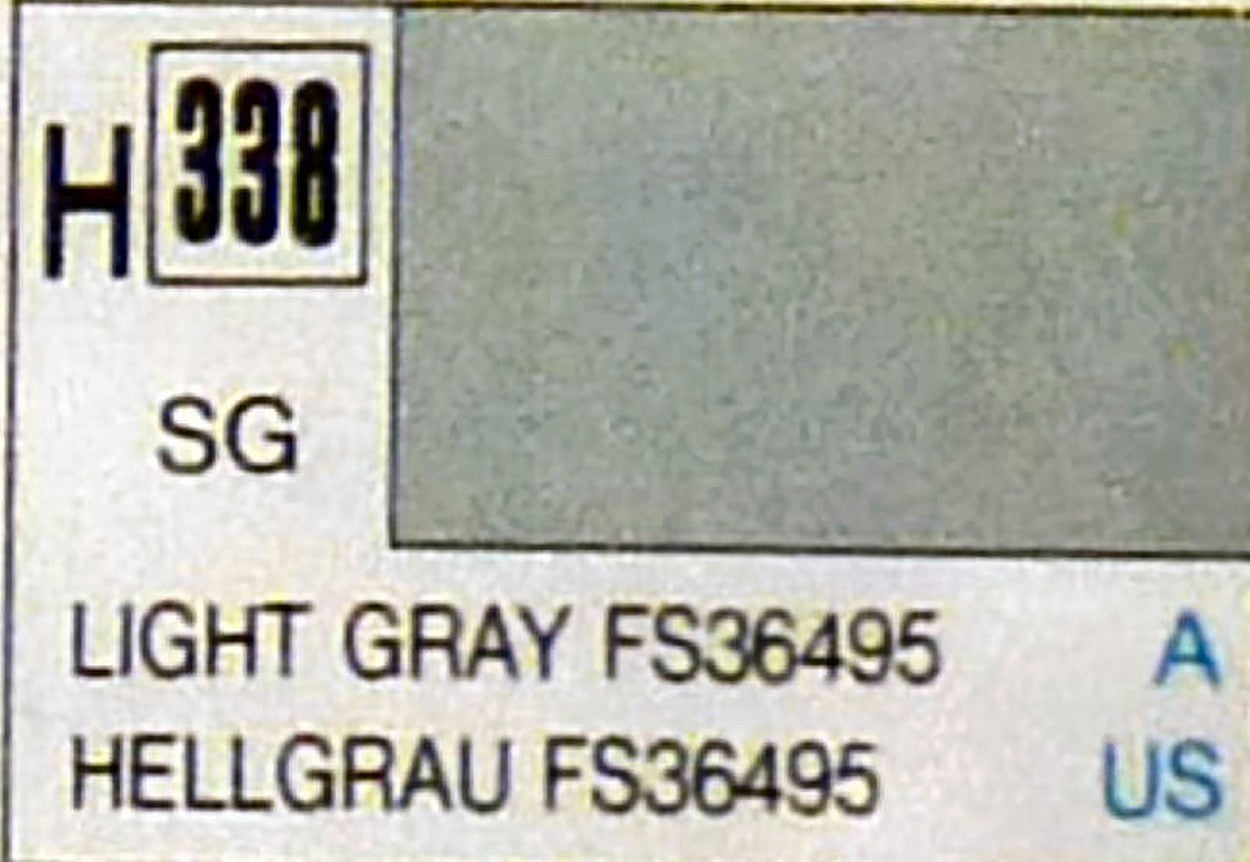 H 338
SG
LIGHT GRAY FS36495 A
HELLGRAU FS36495 US